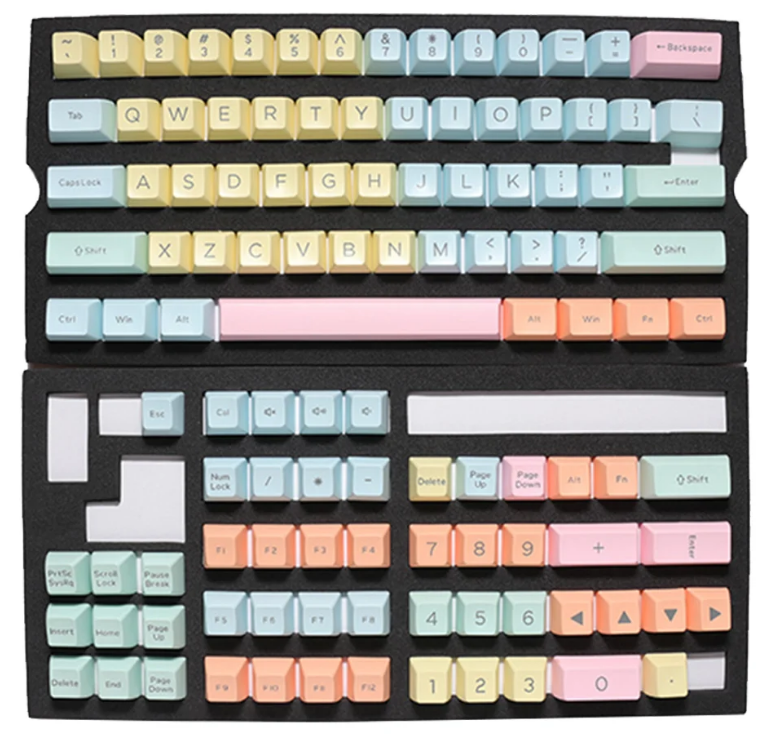 ~ ! @ # $ % ^ & * ( ) — +
` 1 2 3 4 5 6 7 8 9 0 - = ←Backspace
Tab Q W E R T Y U I O P { [ } ] | \
Caps Lock A S D F G H J L K : ; " ' ↵Enter
⇧Shift X Z C V B N M < , > . ? / ⇧Shift
Ctrl Win Alt Alt Win Fn Ctrl
Esc Cal
Num Lock / * - Delete Page Up Page Down Alt Fn ⇧Shift
F1 F2 F3 F4 7 8 9 + Enter
PrtSc SysRq Scroll Lock Pause Break
F5 F6 F7 F8 4 5 6 ◀ ▲ ▼ ▶
Insert Home Page Up
F9 F10 F11 F12 1 2 3 0 .
Delete End Page Down